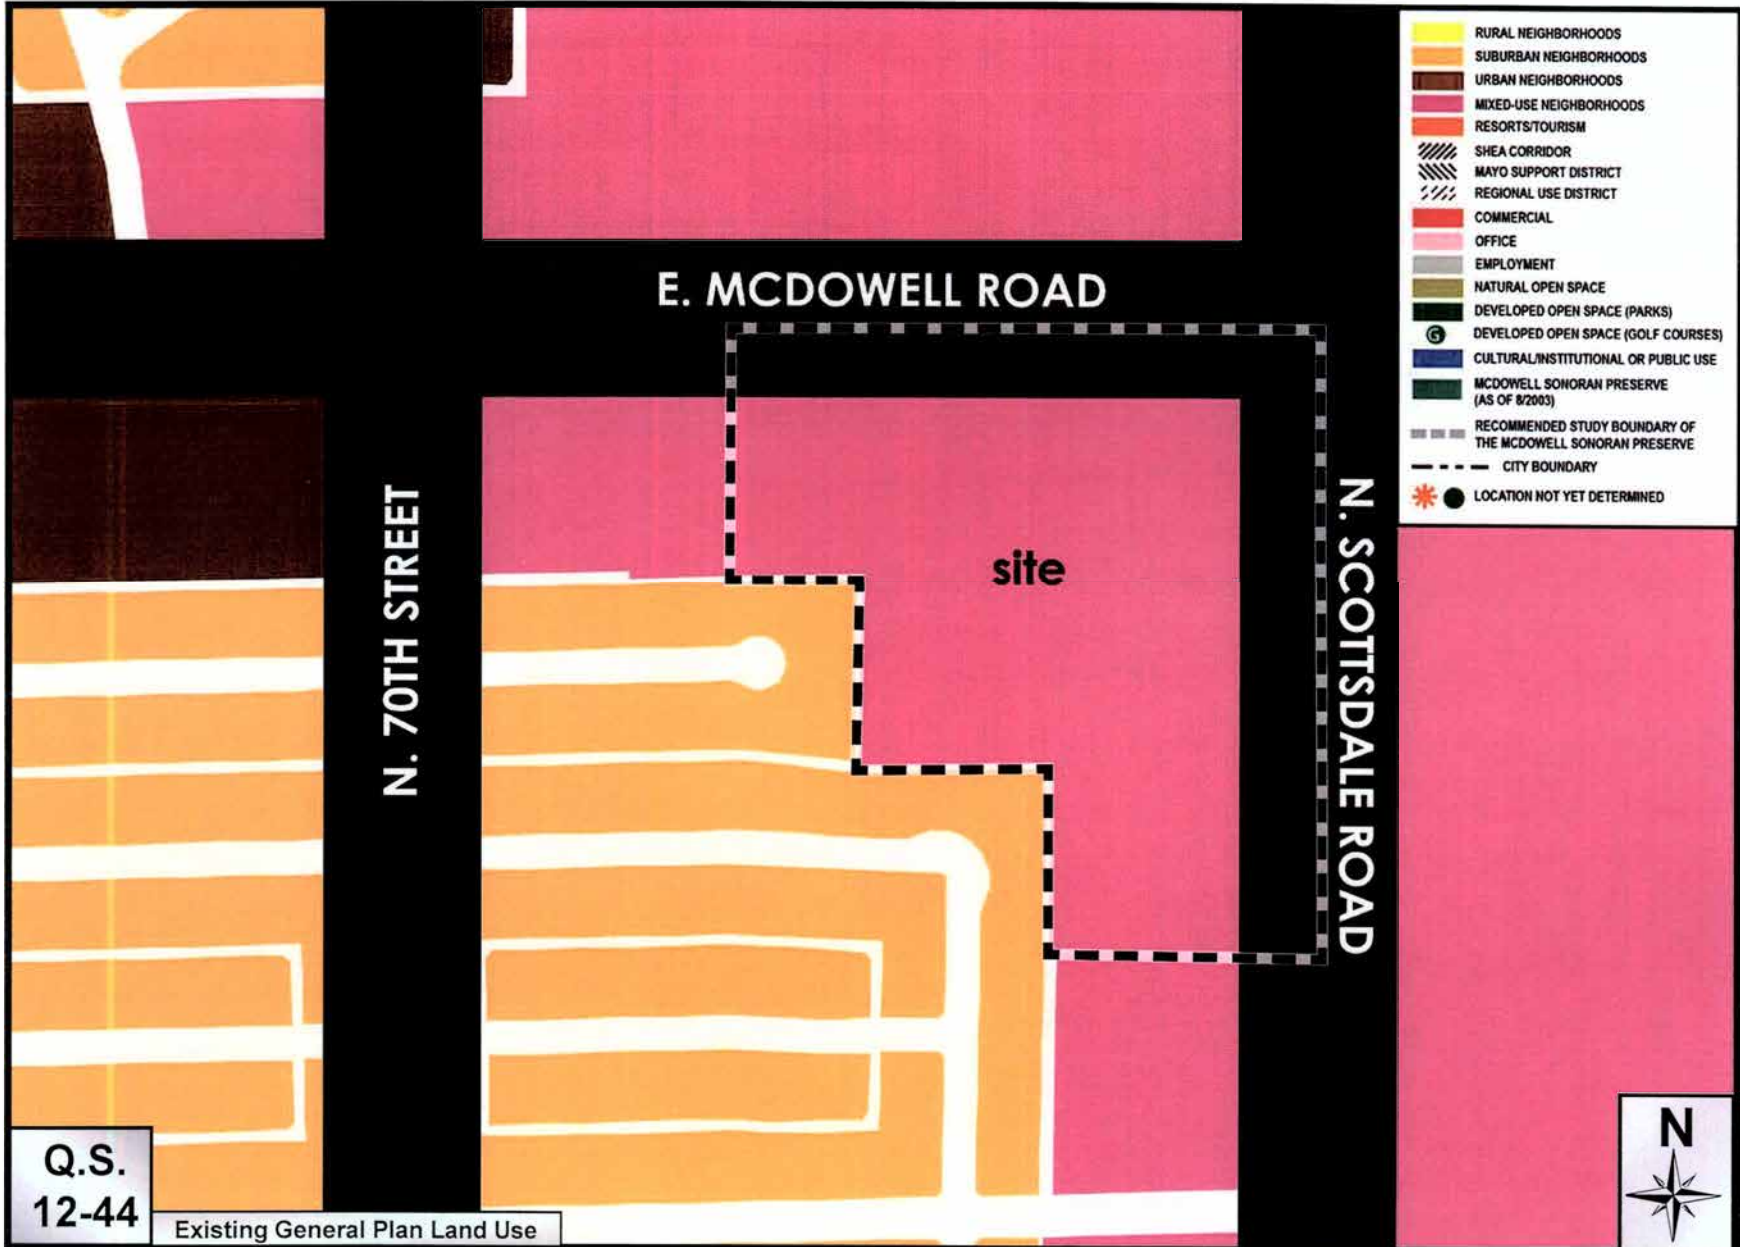 RURAL NEIGHBORHOODS
SUBURBAN NEIGHBORHOODS
URBAN NEIGHBORHOODS
MIXED-USE NEIGHBORHOODS
RESORTS/TOURISM
SHEA CORRIDOR
MAYO SUPPORT DISTRICT
REGIONAL USE DISTRICT
COMMERCIAL
OFFICE
EMPLOYMENT
NATURAL OPEN SPACE
DEVELOPED OPEN SPACE (PARKS)
G DEVELOPED OPEN SPACE (GOLF COURSES)
CULTURAL/INSTITUTIONAL OR PUBLIC USE
MCDOWELL SONORAN PRESERVE
(AS OF 8/2003)
RECOMMENDED STUDY BOUNDARY OF
THE MCDOWELL SONORAN PRESERVE
CITY BOUNDARY
LOCATION NOT YET DETERMINED
E. MCDOWELL ROAD
N. 70TH STREET
site
N. SCOTTSDALE ROAD
Q.S.
12-44
Existing General Plan Land Use
N